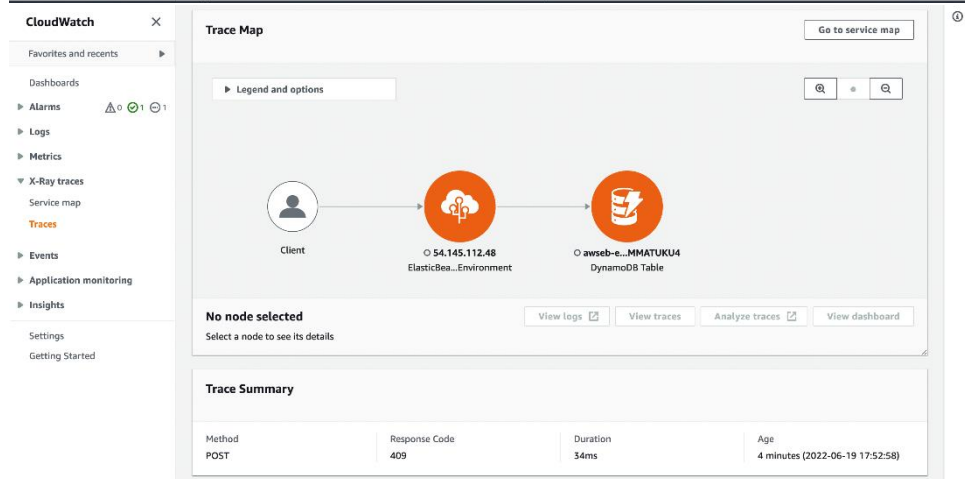 CloudWatch
Favorites and recents
Dashboards
Alarms 0 1 1
Logs
Metrics
X-Ray traces
Service map
Traces
Events
Application monitoring
Insights
Settings
Getting Started
Trace Map
Go to service map
Legend and options
Client
54.145.112.48
ElasticBea...Environment
awseb-e...MMATUKU4
DynamoDB Table
No node selected
Select a node to see its details
View logs
View traces
Analyze traces
View dashboard
Trace Summary
Method Response Code Duration Age
POST 409 34ms 4 minutes (2022-06-19 17:52:58)